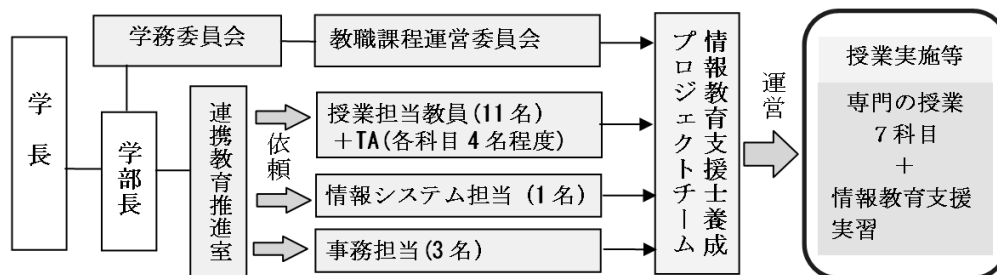 学長
学務委員会
教職課程運営委員会
学部長
連携教育推進室
依頼
授業担当教員(11名)
+TA(各科目4名程度)
情報システム担当(1名)
事務担当(3名)
情報教育支援士養成
プロジェクトチーム
運営
授業実施等
専門の授業
7科目
+
情報教育支援
実習